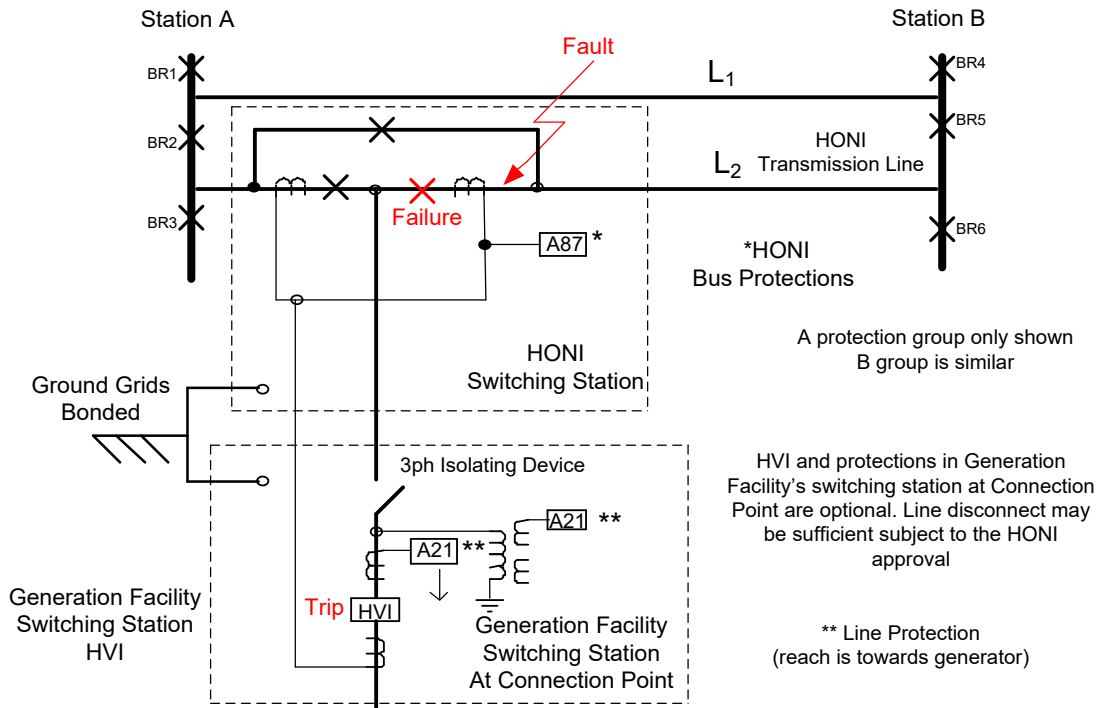 Station A
Station B
Fault
BR1
L1
BR4
BR2
BR5
HONI
Transmission Line
L2
BR3
Failure
BR6
A87 *
*HONI
Bus Protections
A protection group only shown
B group is similar
HONI
Switching Station
Ground Grids
Bonded
3ph Isolating Device
HVI and protections in Generation
Facility's switching station at Connection
Point are optional. Line disconnect may
be sufficient subject to the HONI
approval
A21 **
A21 **
Trip
HVI
Generation Facility
Switching Station
HVI
Generation Facility
Switching Station
At Connection Point
** Line Protection
(reach is towards generator)